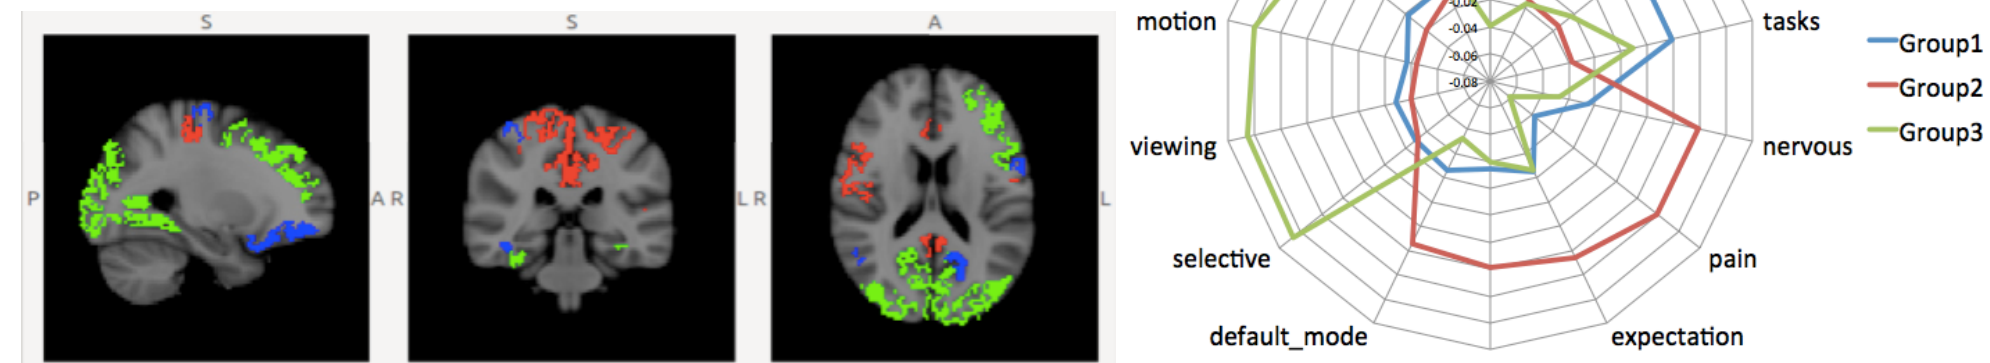 S
S
A
P
A R
L R
L
motion
tasks
viewing
nervous
selective
pain
default_mode
expectation
-0.02
-0.04
-0.06
-0.08
Group1
Group2
Group3